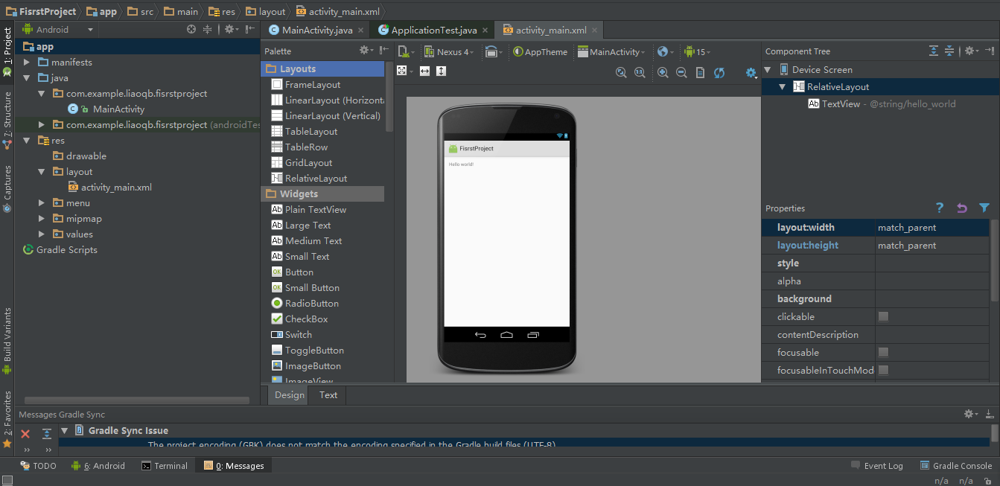 FisrstProject app src main res layout activity_main.xml
Android
MainActivity.java
ApplicationTest.java
activity_main.xml
1: Project
7: Structure
Captures
Build Variants
2: Favorites
app
manifests
java
com.example.liaoqb.fisrstproject
MainActivity
com.example.liaoqb.fisrstproject (androidTes
res
drawable
layout
activity_main.xml
menu
mipmap
values
Gradle Scripts
Palette
Layouts
FrameLayout
LinearLayout (Horizonta
LinearLayout (Vertical)
TableLayout
TableRow
GridLayout
RelativeLayout
Widgets
Plain TextView
Large Text
Medium Text
Small Text
Button
Small Button
RadioButton
CheckBox
Switch
ToggleButton
ImageButton
ImageView
Nexus 4
AppTheme
MainActivity
15
FisrstProject
Hello world!
Design
Text
Component Tree
Device Screen
RelativeLayout
Ab TextView - @string/hello_world
Properties
layout:width match_parent
layout:height match_parent
style
alpha
background
clickable
contentDescription
focusable
focusableInTouchMod
Messages Gradle Sync
Gradle Sync Issue
The project encoding (GBK) does not match the encoding specified in the Gradle build files (UTF-8)
TODO
6: Android
Terminal
0: Messages
Event Log
Gradle Console
n/a n/a